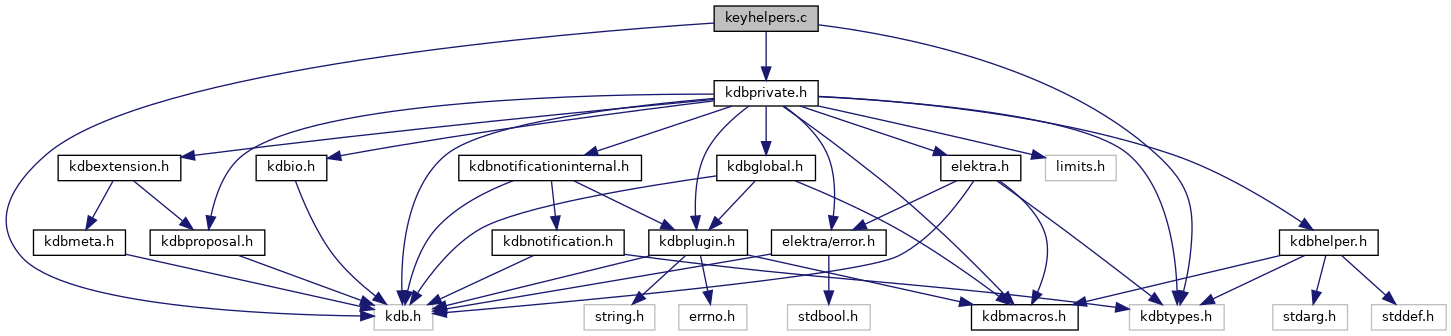 keyhelpers.c
kdbprivate.h
kdbextension.h
kdbio.h
kdbnotificationinternal.h
kdbglobal.h
elektra.h
limits.h
kdbmeta.h
kdbproposal.h
kdbnotification.h
kdbplugin.h
elektra/error.h
kdbhelper.h
kdb.h
string.h
errno.h
stdbool.h
kdbmacros.h
kdbtypes.h
stdarg.h
stddef.h